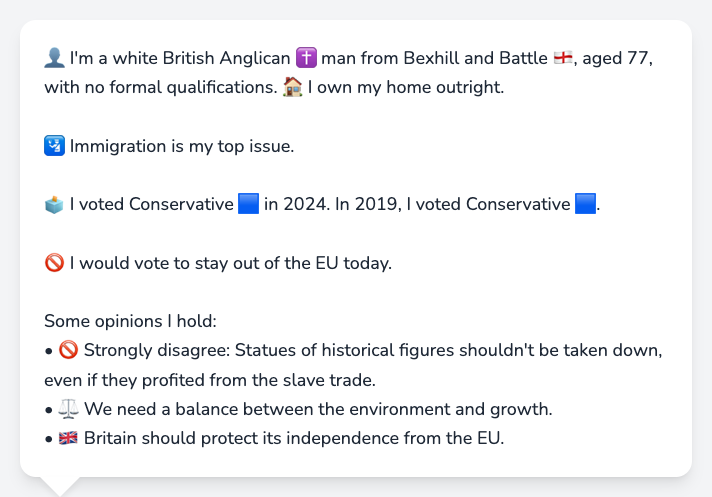 👤 I'm a white British Anglican ✝️ man from Bexhill and Battle 🏴󠁧󠁢󠁥󠁮󠁧󠁿, aged 77,
with no formal qualifications. 🏠 I own my home outright.
🛂 Immigration is my top issue.
🗳️ I voted Conservative 🟦 in 2024. In 2019, I voted Conservative 🟦.
🚫 I would vote to stay out of the EU today.
Some opinions I hold:
• 🚫 Strongly disagree: Statues of historical figures shouldn't be taken down,
even if they profited from the slave trade.
• ⚖️ We need a balance between the environment and growth.
• 🇬🇧 Britain should protect its independence from the EU.